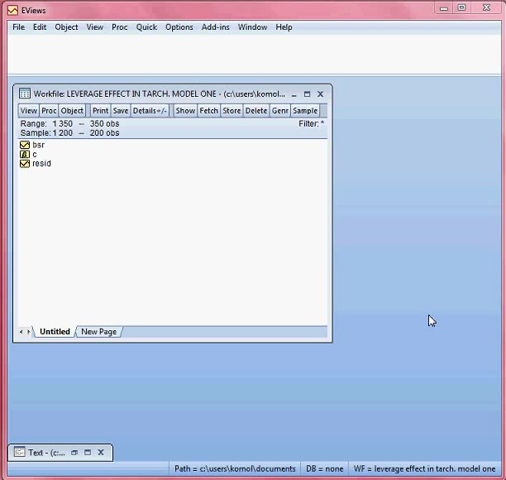 EViews
File Edit Object View Proc Quick Options Add-ins Window Help
Workfile: LEVERAGE EFFECT IN TARCH. MODEL ONE - (c:\users\komol...
View Proc Object Print Save Details+/- Show Fetch Store Delete Genr Sample
Range: 1 350 -- 350 obs Filter: *
Sample: 1 200 -- 200 obs
bsr
c
resid
Untitled New Page
Text - (c:...
Path = c:\users\komol\documents DB = none WF = leverage effect in tarch. model one